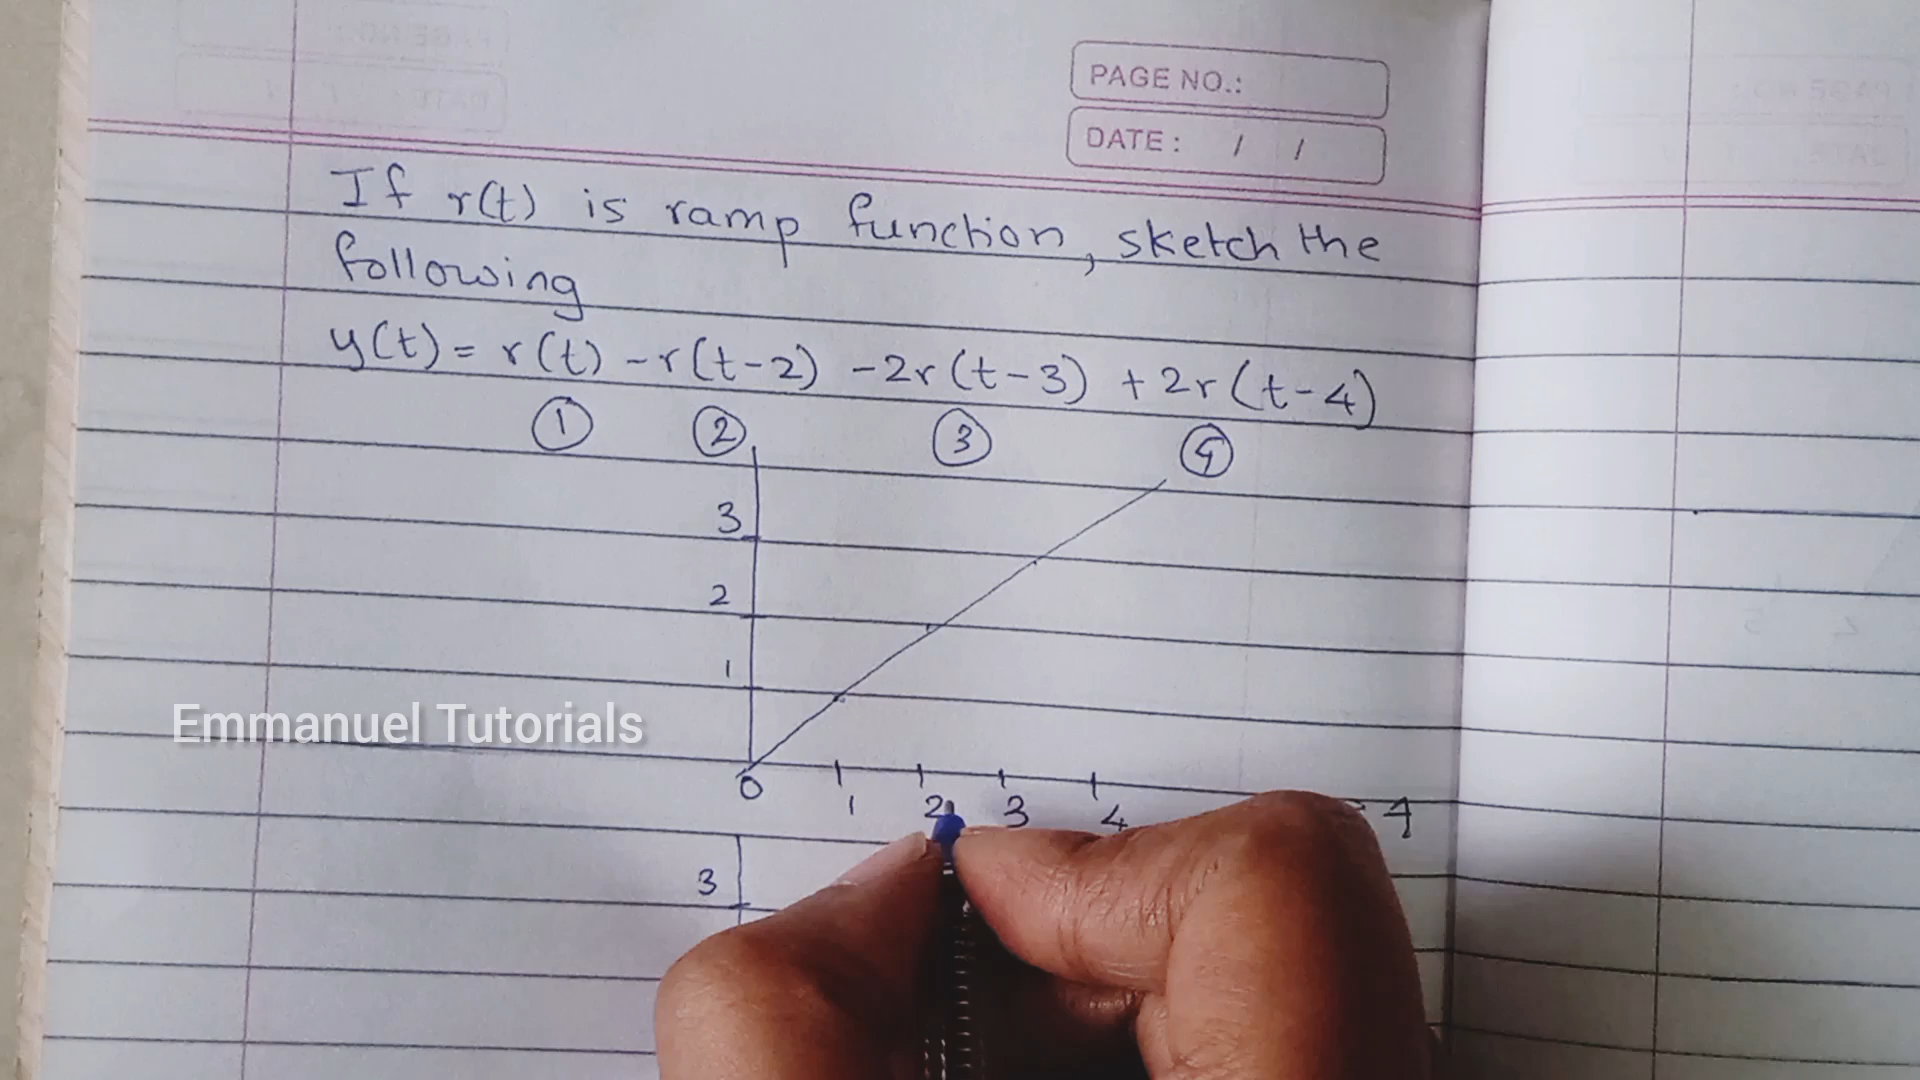 PAGE NO.:
DATE : / /
If r(t) is ramp function, sketch the
following
y(t) = r(t) - r(t-2) - 2r(t-3) + 2r(t-4)
① ② ③ ④
3
2
1
0 1 2 3 4
3
Emmanuel Tutorials